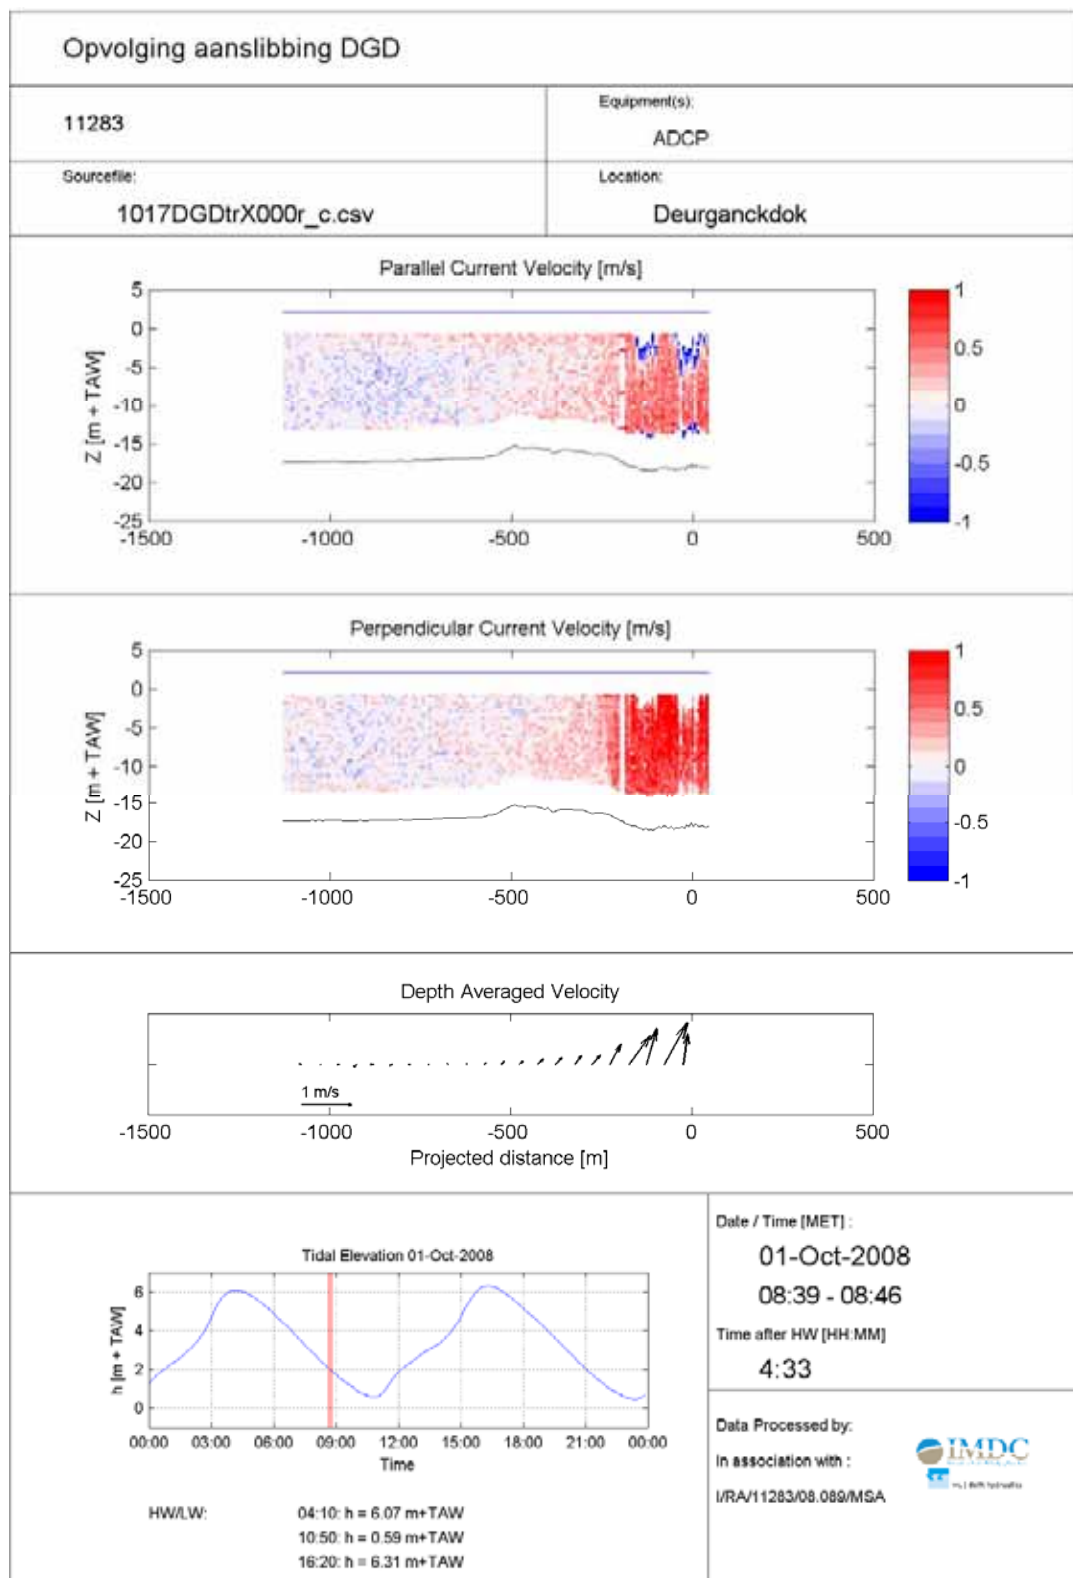 Opvolging aanslibbing DGD
11283
Equipment(s):
ADCP
Sourcefile:
1017DGDtrX000r_c.csv
Location:
Deurganckdok
Parallel Current Velocity [m/s]
Z [m + TAW]
5
0
-5
-10
-15
-20
-25
-1500 -1000 -500 0 500
1
0.5
0
-0.5
-1
Perpendicular Current Velocity [m/s]
Z [m + TAW]
5
0
-5
-10
-15
-20
-25
-1500 -1000 -500 0 500
1
0.5
0
-0.5
-1
Depth Averaged Velocity
1 m/s
-1500 -1000 -500 0 500
Projected distance [m]
Tidal Elevation 01-Oct-2008
h [m + TAW]
6
4
2
0
00:00 03:00 06:00 09:00 12:00 15:00 18:00 21:00 00:00
Time
HW/LW:
04:10: h = 6.07 m+TAW
10:50: h = 0.59 m+TAW
16:20: h = 6.31 m+TAW
Date / Time [MET] :
01-Oct-2008
08:39 - 08:46
Time after HW [HH:MM]
4:33
Data Processed by:
In association with :
I/RA/11283/08.089/MSA
IMDC